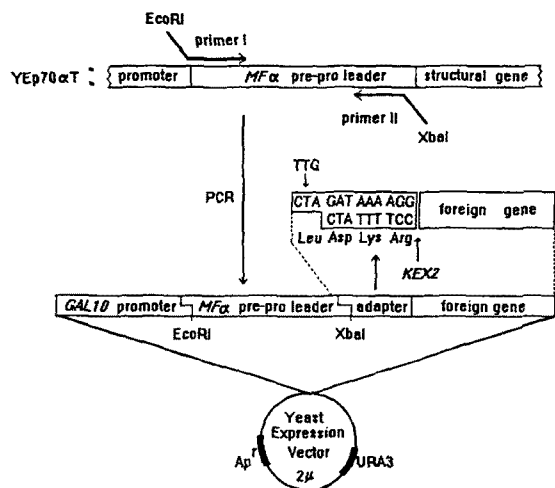 EcoRI
primer I
YEp70αT :
promoter
MFα pre-pro leader
structural gene
primer II
XbaI
PCR
TTG
CTA GAT AAA AGG
CTA TTT TCC
foreign gene
Leu Asp Lys Arg
KEX2
GAL10 promoter
MFα pre-pro leader
adapter
foreign gene
EcoRI
XbaI
Yeast
Expression
Vector
2μ
Apʳ
URA3